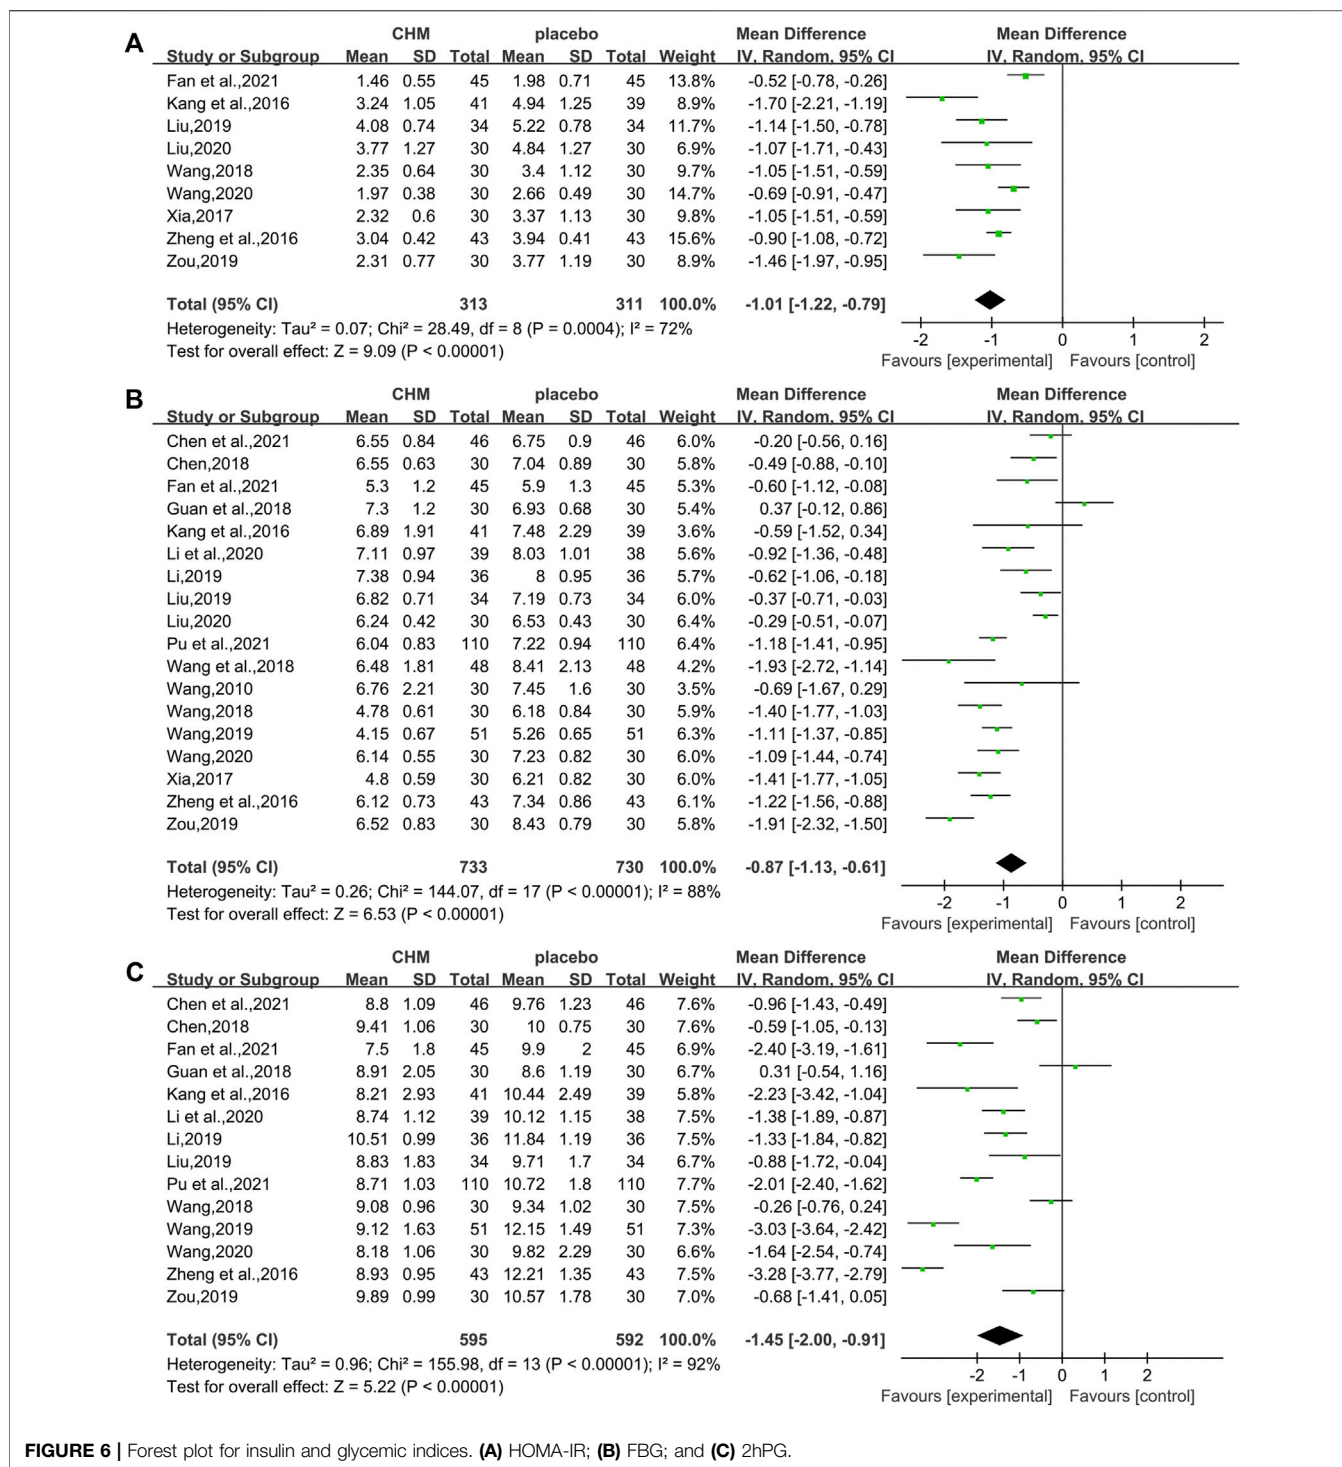 A
CHM placebo Mean Difference Mean Difference
Study or Subgroup Mean SD Total Mean SD Total Weight IV, Random, 95% CI IV, Random, 95% CI
Fan et al.,2021 1.46 0.55 45 1.98 0.71 45 13.8% -0.52 [-0.78, -0.26]
Kang et al.,2016 3.24 1.05 41 4.94 1.25 39 8.9% -1.70 [-2.21, -1.19]
Liu,2019 4.08 0.74 34 5.22 0.78 34 11.7% -1.14 [-1.50, -0.78]
Liu,2020 3.77 1.27 30 4.84 1.27 30 6.9% -1.07 [-1.71, -0.43]
Wang,2018 2.35 0.64 30 3.4 1.12 30 9.7% -1.05 [-1.51, -0.59]
Wang,2020 1.97 0.38 30 2.66 0.49 30 14.7% -0.69 [-0.91, -0.47]
Xia,2017 2.32 0.6 30 3.37 1.13 30 9.8% -1.05 [-1.51, -0.59]
Zheng et al.,2016 3.04 0.42 43 3.94 0.41 43 15.6% -0.90 [-1.08, -0.72]
Zou,2019 2.31 0.77 30 3.77 1.19 30 8.9% -1.46 [-1.97, -0.95]
Total (95% CI) 313 311 100.0% -1.01 [-1.22, -0.79]
Heterogeneity: Tau² = 0.07; Chi² = 28.49, df = 8 (P = 0.0004); I² = 72%
Test for overall effect: Z = 9.09 (P < 0.00001)
-2 -1 0 1 2
Favours [experimental] Favours [control]
B
CHM placebo Mean Difference Mean Difference
Study or Subgroup Mean SD Total Mean SD Total Weight IV, Random, 95% CI IV, Random, 95% CI
Chen et al.,2021 6.55 0.84 46 6.75 0.9 46 6.0% -0.20 [-0.56, 0.16]
Chen,2018 6.55 0.63 30 7.04 0.89 30 5.8% -0.49 [-0.88, -0.10]
Fan et al.,2021 5.3 1.2 45 5.9 1.3 45 5.3% -0.60 [-1.12, -0.08]
Guan et al.,2018 7.3 1.2 30 6.93 0.68 30 5.4% 0.37 [-0.12, 0.86]
Kang et al.,2016 6.89 1.91 41 7.48 2.29 39 3.6% -0.59 [-1.52, 0.34]
Li et al.,2020 7.11 0.97 39 8.03 1.01 38 5.6% -0.92 [-1.36, -0.48]
Li,2019 7.38 0.94 36 8 0.95 36 5.7% -0.62 [-1.06, -0.18]
Liu,2019 6.82 0.71 34 7.19 0.73 34 6.0% -0.37 [-0.71, -0.03]
Liu,2020 6.24 0.42 30 6.53 0.43 30 6.4% -0.29 [-0.51, -0.07]
Pu et al.,2021 6.04 0.83 110 7.22 0.94 110 6.4% -1.18 [-1.41, -0.95]
Wang et al.,2018 6.48 1.81 48 8.41 2.13 48 4.2% -1.93 [-2.72, -1.14]
Wang,2010 6.76 2.21 30 7.45 1.6 30 3.5% -0.69 [-1.67, 0.29]
Wang,2018 4.78 0.61 30 6.18 0.84 30 5.9% -1.40 [-1.77, -1.03]
Wang,2019 4.15 0.67 51 5.26 0.65 51 6.3% -1.11 [-1.37, -0.85]
Wang,2020 6.14 0.55 30 7.23 0.82 30 6.0% -1.09 [-1.44, -0.74]
Xia,2017 4.8 0.59 30 6.21 0.82 30 6.0% -1.41 [-1.77, -1.05]
Zheng et al.,2016 6.12 0.73 43 7.34 0.86 43 6.1% -1.22 [-1.56, -0.88]
Zou,2019 6.52 0.83 30 8.43 0.79 30 5.8% -1.91 [-2.32, -1.50]
Total (95% CI) 733 730 100.0% -0.87 [-1.13, -0.61]
Heterogeneity: Tau² = 0.26; Chi² = 144.07, df = 17 (P < 0.00001); I² = 88%
Test for overall effect: Z = 6.53 (P < 0.00001)
-2 -1 0 1 2
Favours [experimental] Favours [control]
C
CHM placebo Mean Difference Mean Difference
Study or Subgroup Mean SD Total Mean SD Total Weight IV, Random, 95% CI IV, Random, 95% CI
Chen et al.,2021 8.8 1.09 46 9.76 1.23 46 7.6% -0.96 [-1.43, -0.49]
Chen,2018 9.41 1.06 30 10 0.75 30 7.6% -0.59 [-1.05, -0.13]
Fan et al.,2021 7.5 1.8 45 9.9 2 45 6.9% -2.40 [-3.19, -1.61]
Guan et al.,2018 8.91 2.05 30 8.6 1.19 30 6.7% 0.31 [-0.54, 1.16]
Kang et al.,2016 8.21 2.93 41 10.44 2.49 39 5.8% -2.23 [-3.42, -1.04]
Li et al.,2020 8.74 1.12 39 10.12 1.15 38 7.5% -1.38 [-1.89, -0.87]
Li,2019 10.51 0.99 36 11.84 1.19 36 7.5% -1.33 [-1.84, -0.82]
Liu,2019 8.83 1.83 34 9.71 1.7 34 6.7% -0.88 [-1.72, -0.04]
Pu et al.,2021 8.71 1.03 110 10.72 1.8 110 7.7% -2.01 [-2.40, -1.62]
Wang,2018 9.08 0.96 30 9.34 1.02 30 7.5% -0.26 [-0.76, 0.24]
Wang,2019 9.12 1.63 51 12.15 1.49 51 7.3% -3.03 [-3.64, -2.42]
Wang,2020 8.18 1.06 30 9.82 2.29 30 6.6% -1.64 [-2.54, -0.74]
Zheng et al.,2016 8.93 0.95 43 12.21 1.35 43 7.5% -3.28 [-3.77, -2.79]
Zou,2019 9.89 0.99 30 10.57 1.78 30 7.0% -0.68 [-1.41, 0.05]
Total (95% CI) 595 592 100.0% -1.45 [-2.00, -0.91]
Heterogeneity: Tau² = 0.96; Chi² = 155.98, df = 13 (P < 0.00001); I² = 92%
Test for overall effect: Z = 5.22 (P < 0.00001)
-2 -1 0 1 2
Favours [experimental] Favours [control]
FIGURE 6 | Forest plot for insulin and glycemic indices. (A) HOMA-IR; (B) FBG; and (C) 2hPG.